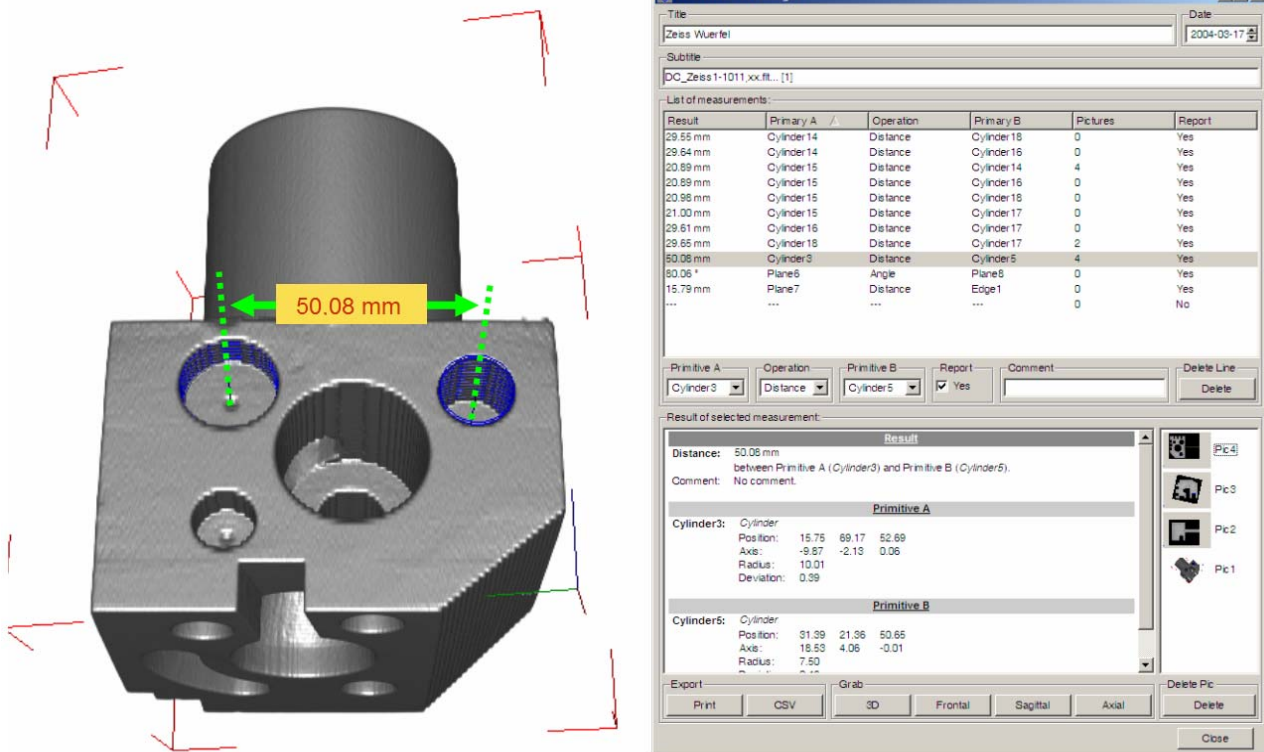 50.08 mm
Title
Date
Zeiss Wuerfel
2004-03-17
Subtitle
DC_Zeiss1-1011,xx.flt... [1]
List of measurements:
Result Primary A Operation Primary B Pictures Report
29.55 mm Cylinder14 Distance Cylinder18 0 Yes
29.64 mm Cylinder14 Distance Cylinder16 0 Yes
20.89 mm Cylinder15 Distance Cylinder14 4 Yes
20.89 mm Cylinder15 Distance Cylinder16 0 Yes
20.98 mm Cylinder15 Distance Cylinder18 0 Yes
21.00 mm Cylinder15 Distance Cylinder17 0 Yes
29.61 mm Cylinder16 Distance Cylinder17 0 Yes
29.65 mm Cylinder18 Distance Cylinder17 2 Yes
50.08 mm Cylinder3 Distance Cylinder5 4 Yes
80.06 ° Plane6 Angle Plane8 0 Yes
15.79 mm Plane7 Distance Edge1 0 Yes
--- --- --- --- 0 No
Primitive A Operation Primitive B Report Comment Delete Line
Cylinder3 Distance Cylinder5 Yes Delete
Result of selected measurement:
Result
Distance: 50.08 mm
between Primitive A (Cylinder3) and Primitive B (Cylinder5).
Comment: No comment.
Primitive A
Cylinder3: Cylinder
Position: 15.75 69.17 52.69
Axis: -9.87 -2.13 0.06
Radius: 10.01
Deviation: 0.39
Primitive B
Cylinder5: Cylinder
Position: 31.39 21.36 50.65
Axis: 18.53 4.06 -0.01
Radius: 7.50
Pic4
Pic3
Pic2
Pic1
Export Grab Delete Pic
Print CSV 3D Frontal Sagittal Axial Delete
Close